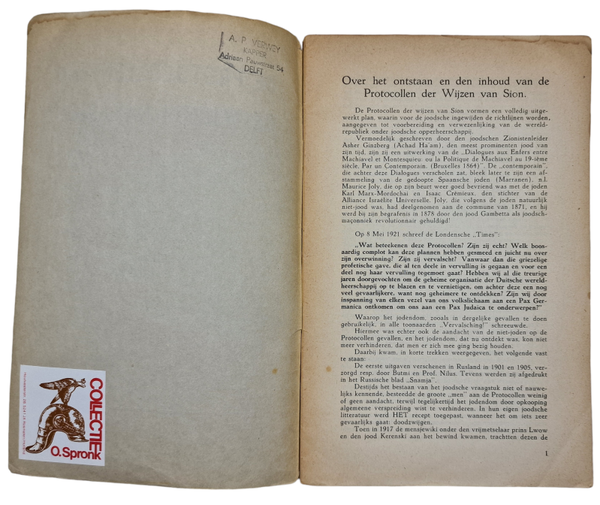 A. P. VERWEY
KAPPER
Adriaan Pauwstraat 54
DELFT
COLLECTIE
O. Spronk
Over het ontstaan en den inhoud van de
Protocollen der Wijzen van Sion.
De Protocollen der wijzen van Sion vormen een volledig uitge-
werkt plan, waarin voor de joodsche ingewijden de richtlijnen worden,
aangegeven tot voorbereiding en verwezenlijking van de wereld-
republiek onder joodsche opperheerschappij.
Vermoedelijk geschreven door den joodschen Zionistenleider
Asher Ginzberg (Achad Ha'am), den meest prominenten jood van
zijn tijd, zijn zij een uitwerking van de „Dialogues aux Enfers entre
Machiavel et Montesquieu ou la Politique de Machiavel au 19-ième
siècle, Par un Contemporain. (Bruxelles 1864)". De „contemporain",
die achter deze Dialogues verscholen zat, bleek later te zijn een af-
stammeling van de gedoopte Spaanschen joden (Marranen), n.l.
Maurice Joly, die op zijn beurt weer goed bevriend was met de joden
Karl Marx-Mordochai en Isaac Crémieux, den stichter van de
Alliance Israélite Universelle. Joly, die volgens de joden natuurlijk
niet-jood was, had deelgenomen aan de commune van 1871, en hij
werd bij zijn begrafenis in 1878 door den jood Gambetta als joodsch-
maçonniek revolutionnair gehuldigd!
Op 8 Mei 1921 schreef de Londensche „Times":
„Wat beteekenen deze Protocollen? Zijn zij echt? Welk boos-
aardig complot kan deze plannen hebben gesmeed en juicht nu over
zijn overwinning? Zijn zij vervalscht? Vanwaar dan die griezelige
profetische gave, die al ten deele in vervulling is gegaan en voor een
deel nog haar vervulling tegemoet gaat? Hebben wij al die treurige
jaren doorgevochten om de geheime organisatie der Duitsche wereld-
heerschappij op te blazen en te vernietigen, om achter deze een nog
veel gevaarlijkere, want nog geheimere te ontdekken? Zijn wij door
inspanning van elken vezel van ons volkslichaam aan een Pax Ger-
manica ontkomen om ons aan een Pax Judaica te onderwerpen?"
Waarop het jodendom, zooals in dergelijke gevallen te doen
gebruikelijk, in alle toonaarden „Vervalsching!" schreeuwde.
Hiermee was echter ook de aandacht van de niet-joden op de
Protocollen gevallen, en het jodendom, dat nu ontdekt was, kon niet
meer verhinderen, dat men er zich mee ging bezig houden.
Daarbij kwam, in korte trekken weergegeven, het volgende vast
te staan:
De eerste uitgaven verschenen in Rusland in 1901 en 1905, ver-
zorgd resp. door Butmi en Prof. Nilus. Tevens werden zij afgedrukt
in het Russische blad „Snamja".
Destijds het bestaan van het joodsche vraagstuk niet of nauwe-
lijks kennende, besteedde de groote „men" aan de Protocollen weinig
of geen aandacht, terwijl tegelijkertijd het jodendom door opkooping
algemeene verspreiding wist te verhinderen. In hun eigen joodsche
litteratuur werd HET recept toegepast, wanneer het om iets zeer
gevaarlijks gaat: doodzwijgen.
Toen in 1917 de mensjewiki onder den vrijmetselaar prins Lwow
en den jood Kerenski aan het bewind kwamen, trachtten dezen de
1